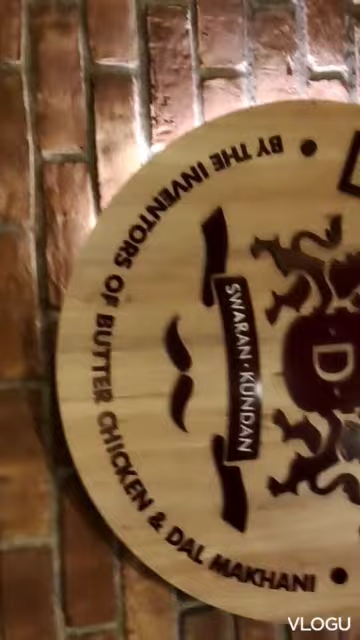 BY THE INVENTORS OF BUTTER CHICKEN & DAL MAKHANI
SWARAN · KUNDAN
D
VLOGU